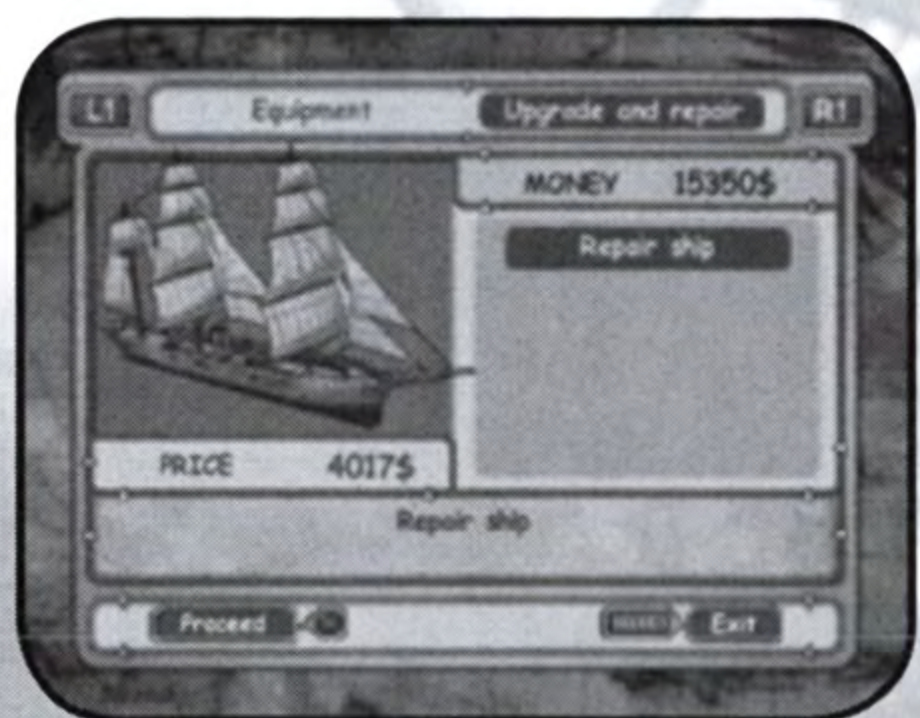 L1 Equipment Upgrade and repair R1
MONEY 15350$
Repair ship
PRICE 4017$
Repair ship
Proceed Exit